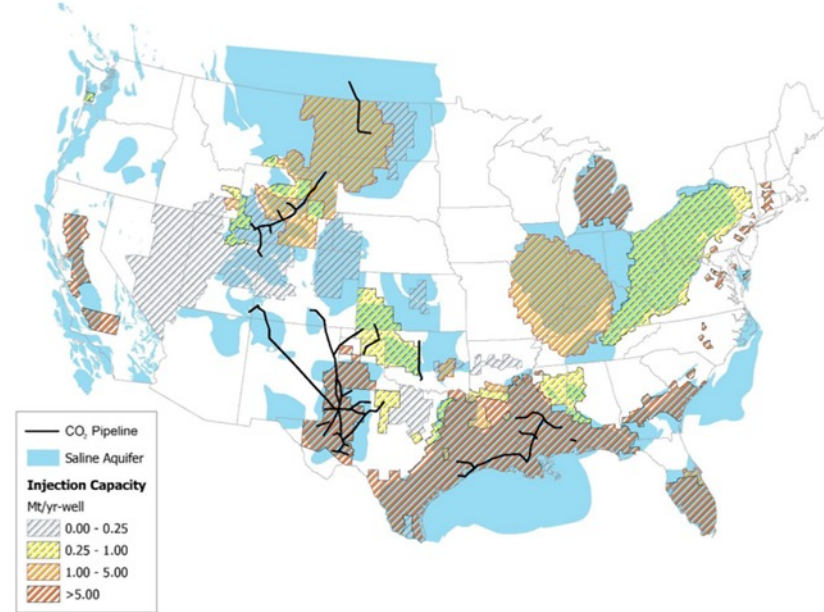 CO₂ Pipeline
Saline Aquifer
Injection Capacity
Mt/yr-well
0.00 - 0.25
0.25 - 1.00
1.00 - 5.00
>5.00